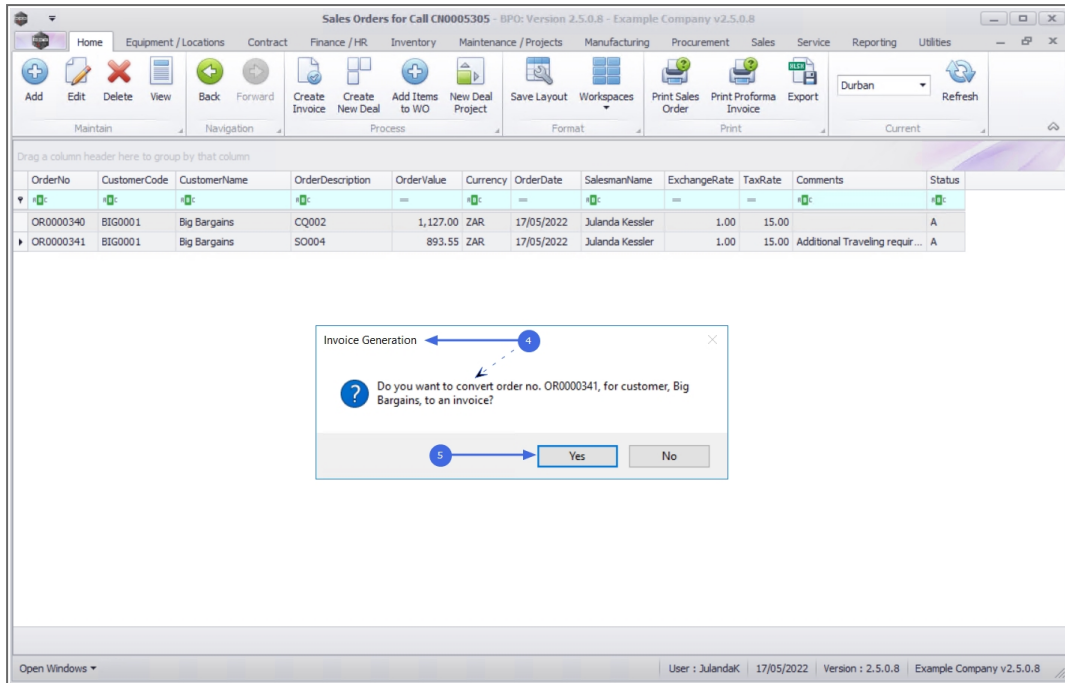 Sales Orders for Call CN0005305 - BPO: Version 2.5.0.8 - Example Company v2.5.0.8
Home Equipment / Locations Contract Finance / HR Inventory Maintenance / Projects Manufacturing Procurement Sales Service Reporting Utilities
Add Edit Delete View Back Forward Create Invoice Create New Deal Add Items to WO New Deal Project Save Layout Workspaces Print Sales Order Print Proforma Invoice Export Durban Refresh
Maintain Navigation Process Format Print Current
Drag a column header here to group by that column
OrderNo CustomerCode CustomerName OrderDescription OrderValue Currency OrderDate SalesmanName ExchangeRate TaxRate Comments Status
OR0000340 BIG0001 Big Bargains CQ002 1,127.00 ZAR 17/05/2022 Julanda Kessler 1.00 15.00 A
OR0000341 BIG0001 Big Bargains SO004 893.55 ZAR 17/05/2022 Julanda Kessler 1.00 15.00 Additional Traveling requir... A
Invoice Generation 4
Do you want to convert order no. OR0000341, for customer, Big
Bargains, to an invoice?
5 Yes No
Open Windows User : JulandaK 17/05/2022 Version : 2.5.0.8 Example Company v2.5.0.8